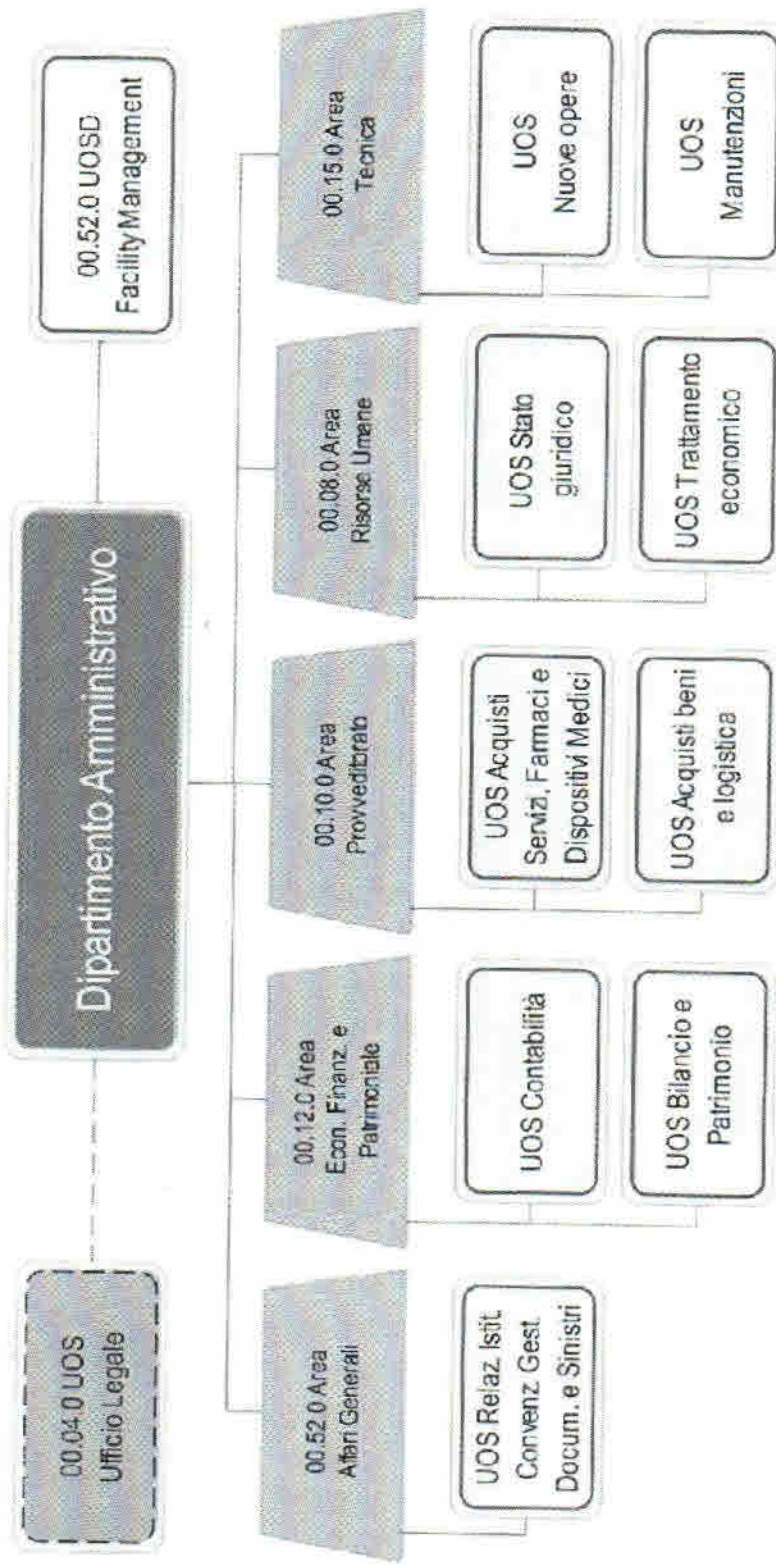 00.04.0 UOS
Ufficio Legale
Dipartimento Amministrativo
00.52.0 UOSD
Facility Management
00.52.0 Area
Affari Generali
00.12.0 Area
Econ. Finanz. e
Patrimoniale
00.10.0 Area
Provveditorato
00.08.0 Area
Risorse Umane
00.15.0 Area
Tecnica
UOS Relaz. Istit.
Convenz. Gest.
Docum. e Sinistri
UOS Contabilità
UOS Bilancio e
Patrimonio
UOS Acquisti
Servizi, Farmaci e
Dispositivi Medici
UOS Acquisti beni
e logistica
UOS Stato
giuridico
UOS Trattamento
economico
UOS
Nuove opere
UOS
Manutenzioni